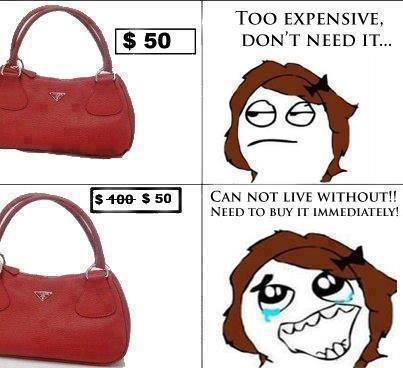 $ 50
TOO EXPENSIVE,
DON'T NEED IT...
$ 100 $ 50
CAN NOT LIVE WITHOUT!!
NEED TO BUY IT IMMEDIATELY!